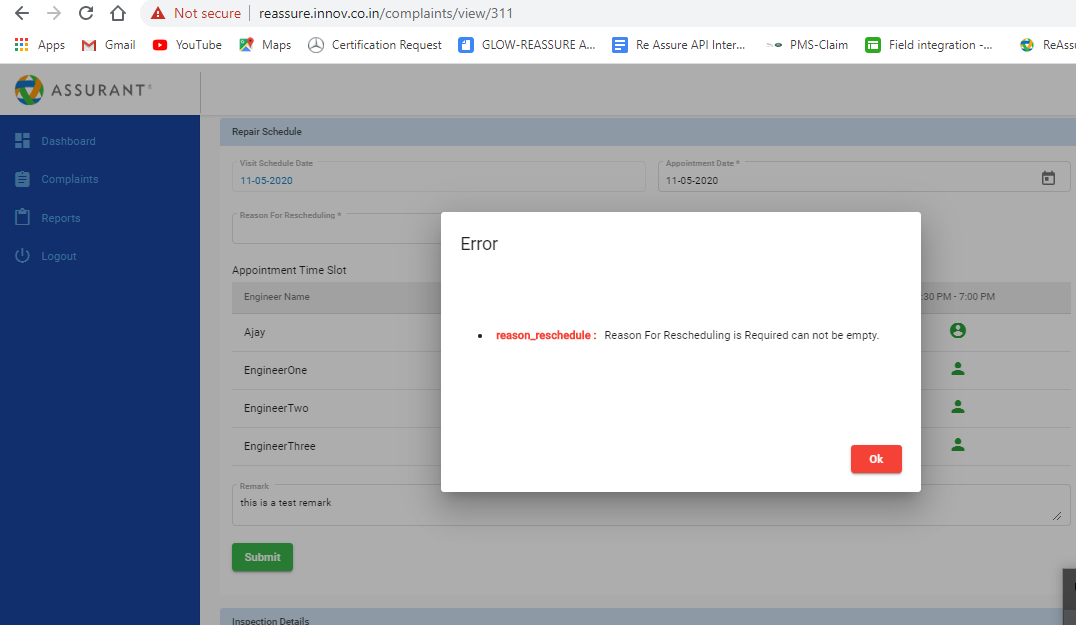 Not secure reassure.innov.co.in/complaints/view/311
Apps Gmail YouTube Maps Certification Request GLOW-REASSURE A... Re Assure API Inter... PMS-Claim Field integration -...
ASSURANT
Dashboard
Complaints
Reports
Logout
Repair Schedule
Visit Schedule Date
11-05-2020
Appointment Date *
11-05-2020
Reason For Rescheduling *
Appointment Time Slot
Engineer Name
:30 PM - 7:00 PM
Ajay
EngineerOne
EngineerTwo
EngineerThree
Error
reason_reschedule : Reason For Rescheduling is Required can not be empty.
Ok
Remark
this is a test remark
Submit
Inspection Details